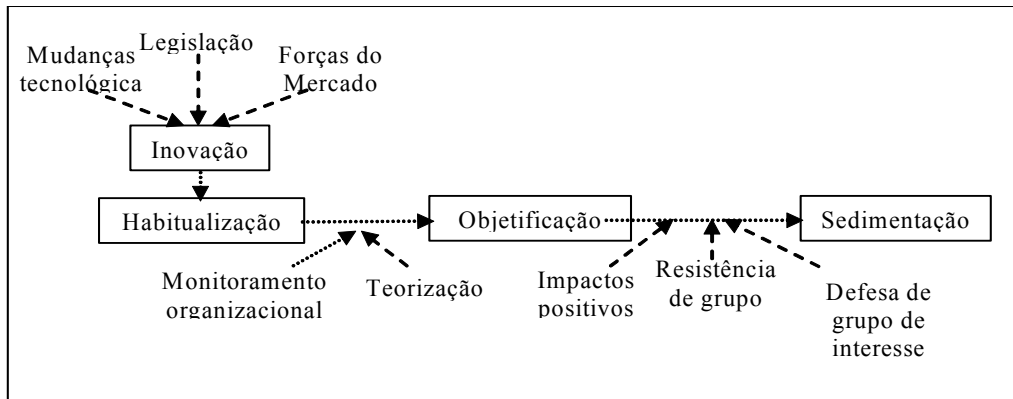 Legislação
Mudanças
tecnológica
Forças do
Mercado
Inovação
Habitualização
Objetificação
Sedimentação
Monitoramento
organizacional
Teorização
Impactos
positivos
Resistência
de grupo
Defesa de
grupo de
interesse